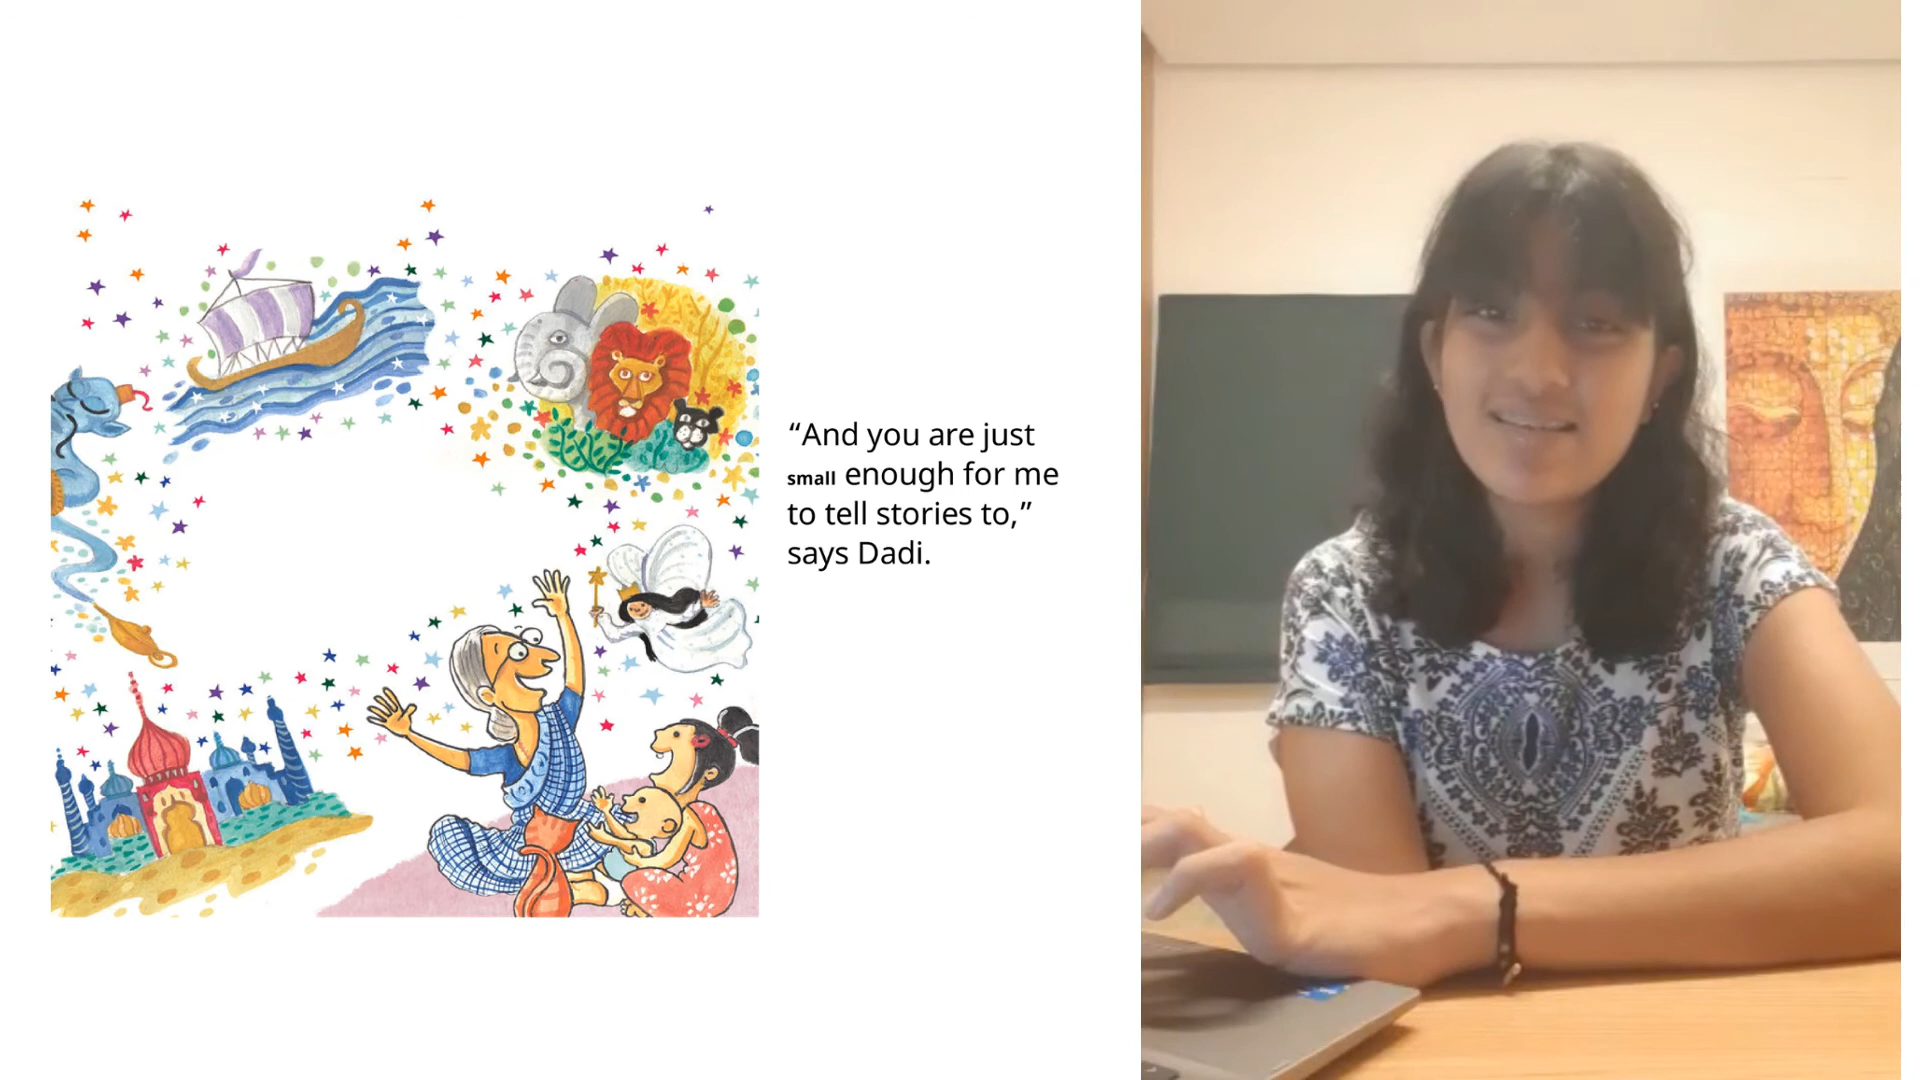 “And you are just
small enough for me
to tell stories to,”
says Dadi.